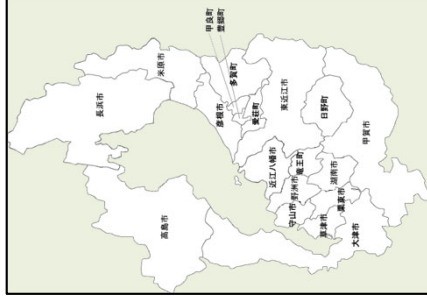 甲良町
豊郷町
多賀町
米原市
長浜市
彦根市
愛荘町
東近江市
日野町
甲賀市
近江八幡市
竜王町
野洲市
守山市
湖南市
栗東市
草津市
大津市
高島市